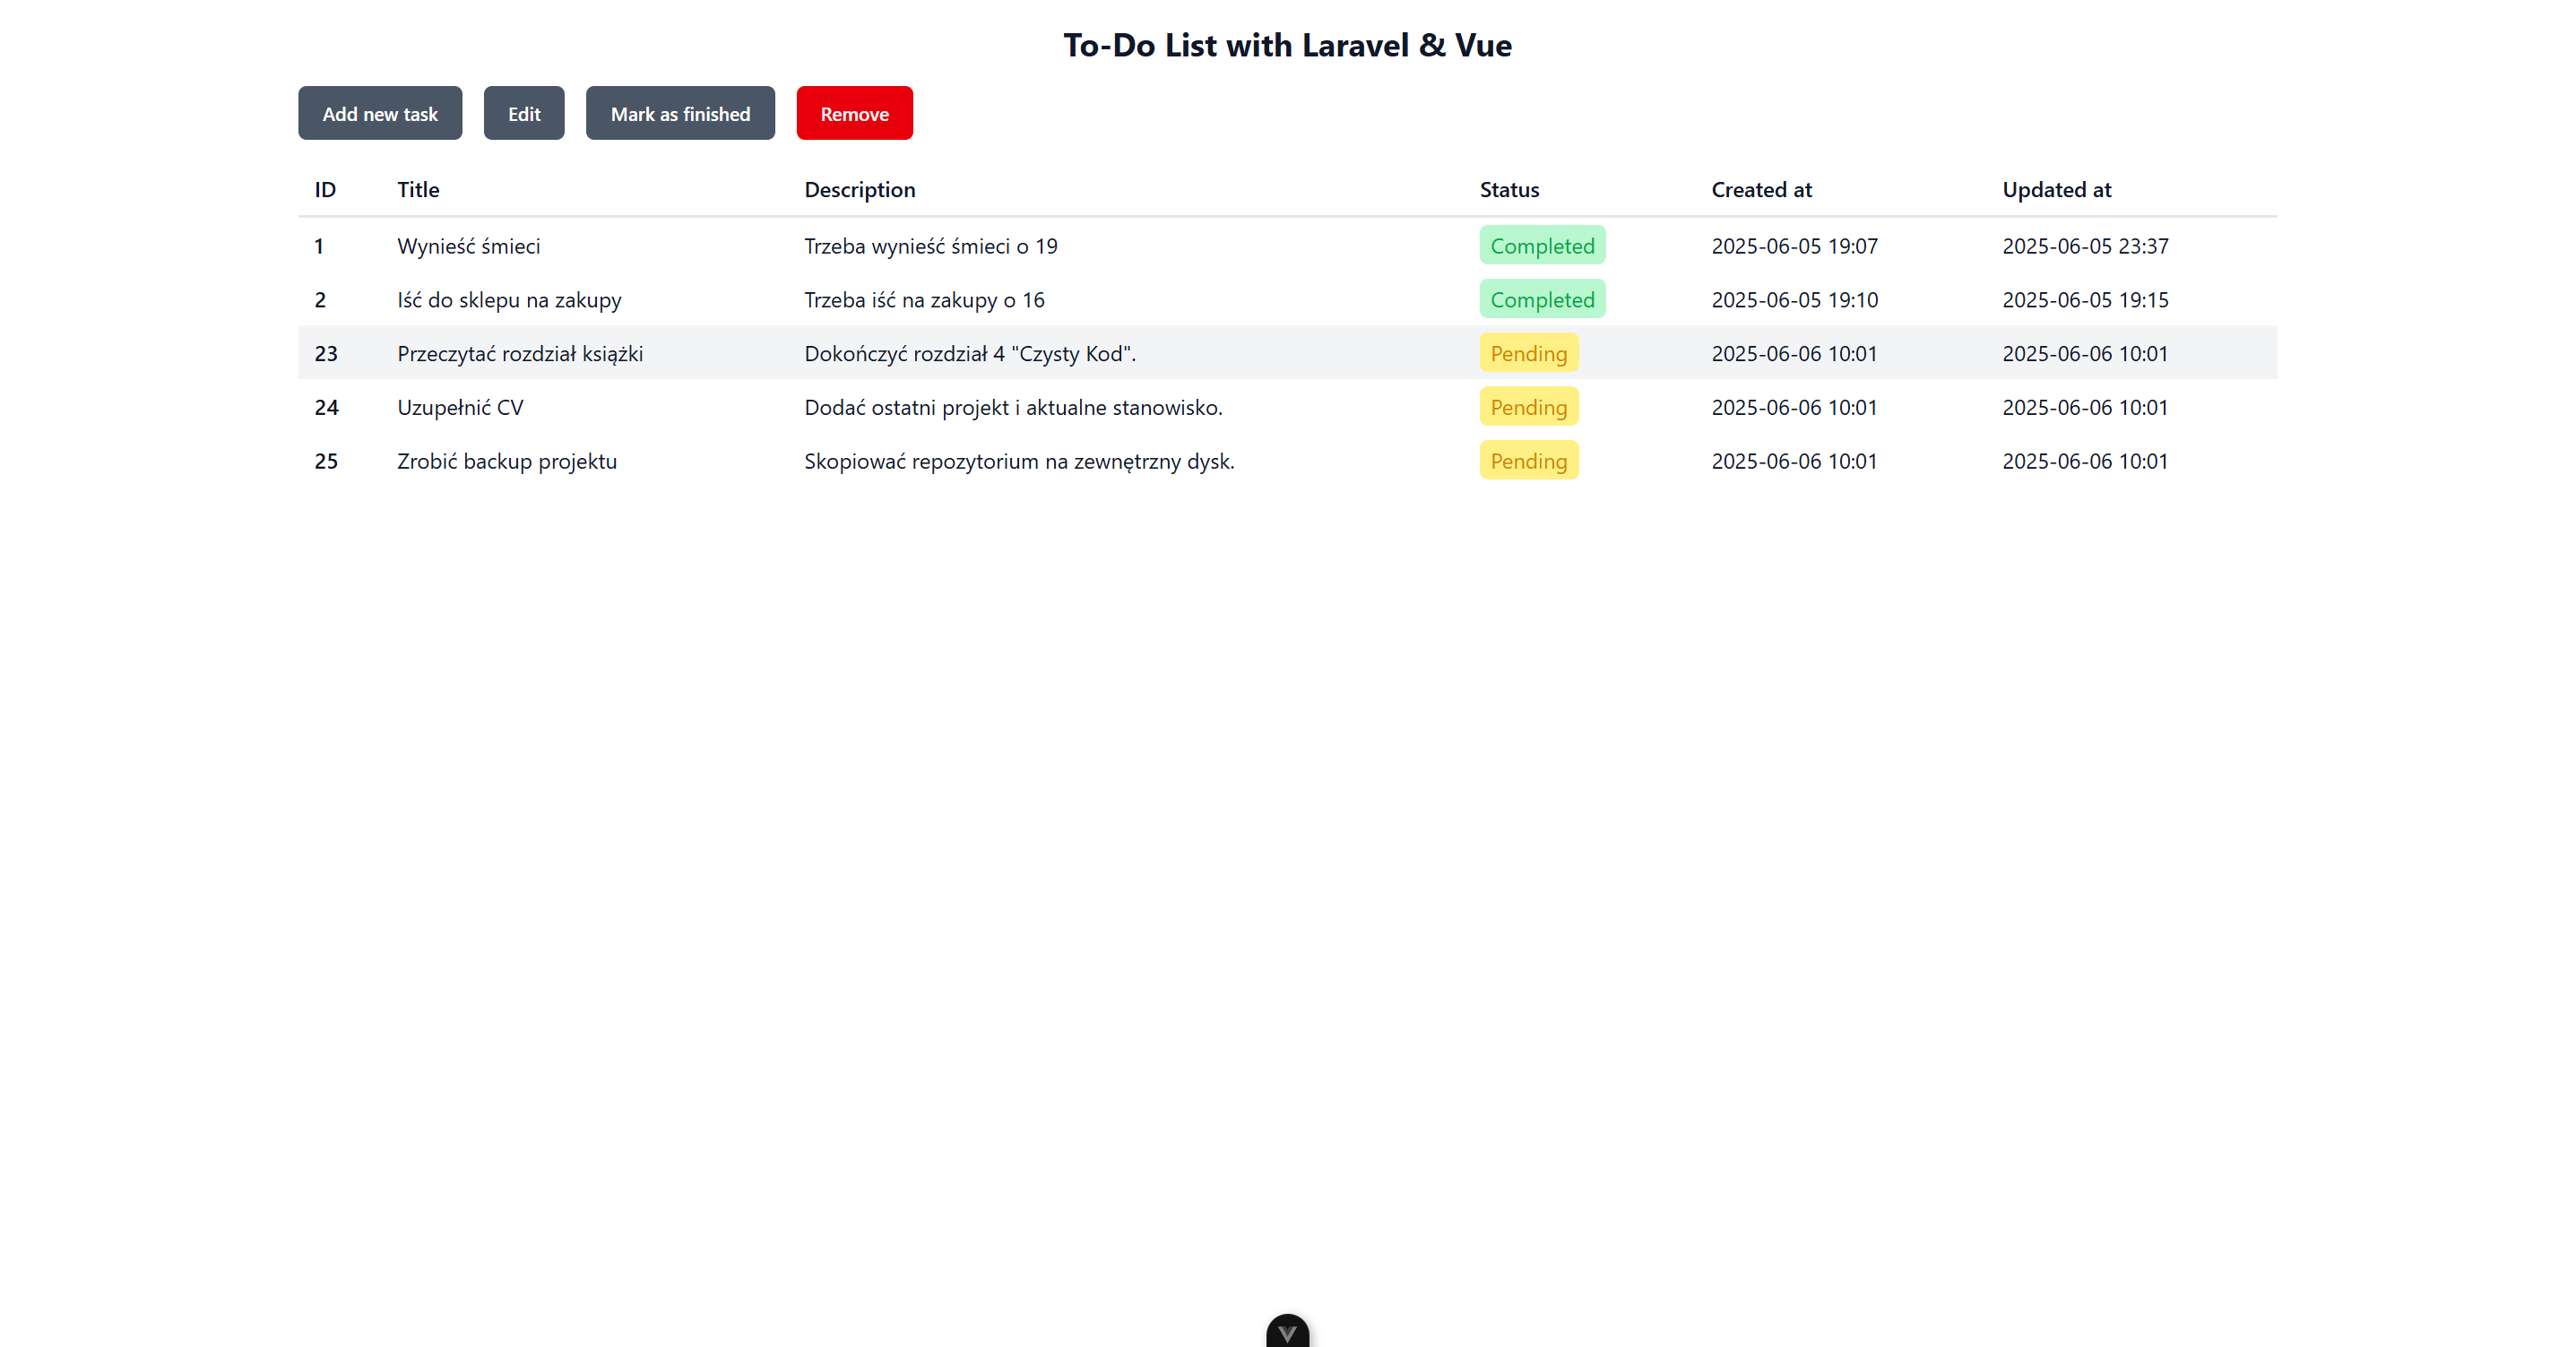 To-Do List with Laravel & Vue
Add new task Edit Mark as finished Remove
ID Title Description Status Created at Updated at
1 Wynieść śmieci Trzeba wynieść śmieci o 19 Completed 2025-06-05 19:07 2025-06-05 23:37
2 Iść do sklepu na zakupy Trzeba iść na zakupy o 16 Completed 2025-06-05 19:10 2025-06-05 19:15
23 Przeczytać rozdział książki Dokończyć rozdział 4 "Czysty Kod". Pending 2025-06-06 10:01 2025-06-06 10:01
24 Uzupełnić CV Dodać ostatni projekt i aktualne stanowisko. Pending 2025-06-06 10:01 2025-06-06 10:01
25 Zrobić backup projektu Skopiować repozytorium na zewnętrzny dysk. Pending 2025-06-06 10:01 2025-06-06 10:01